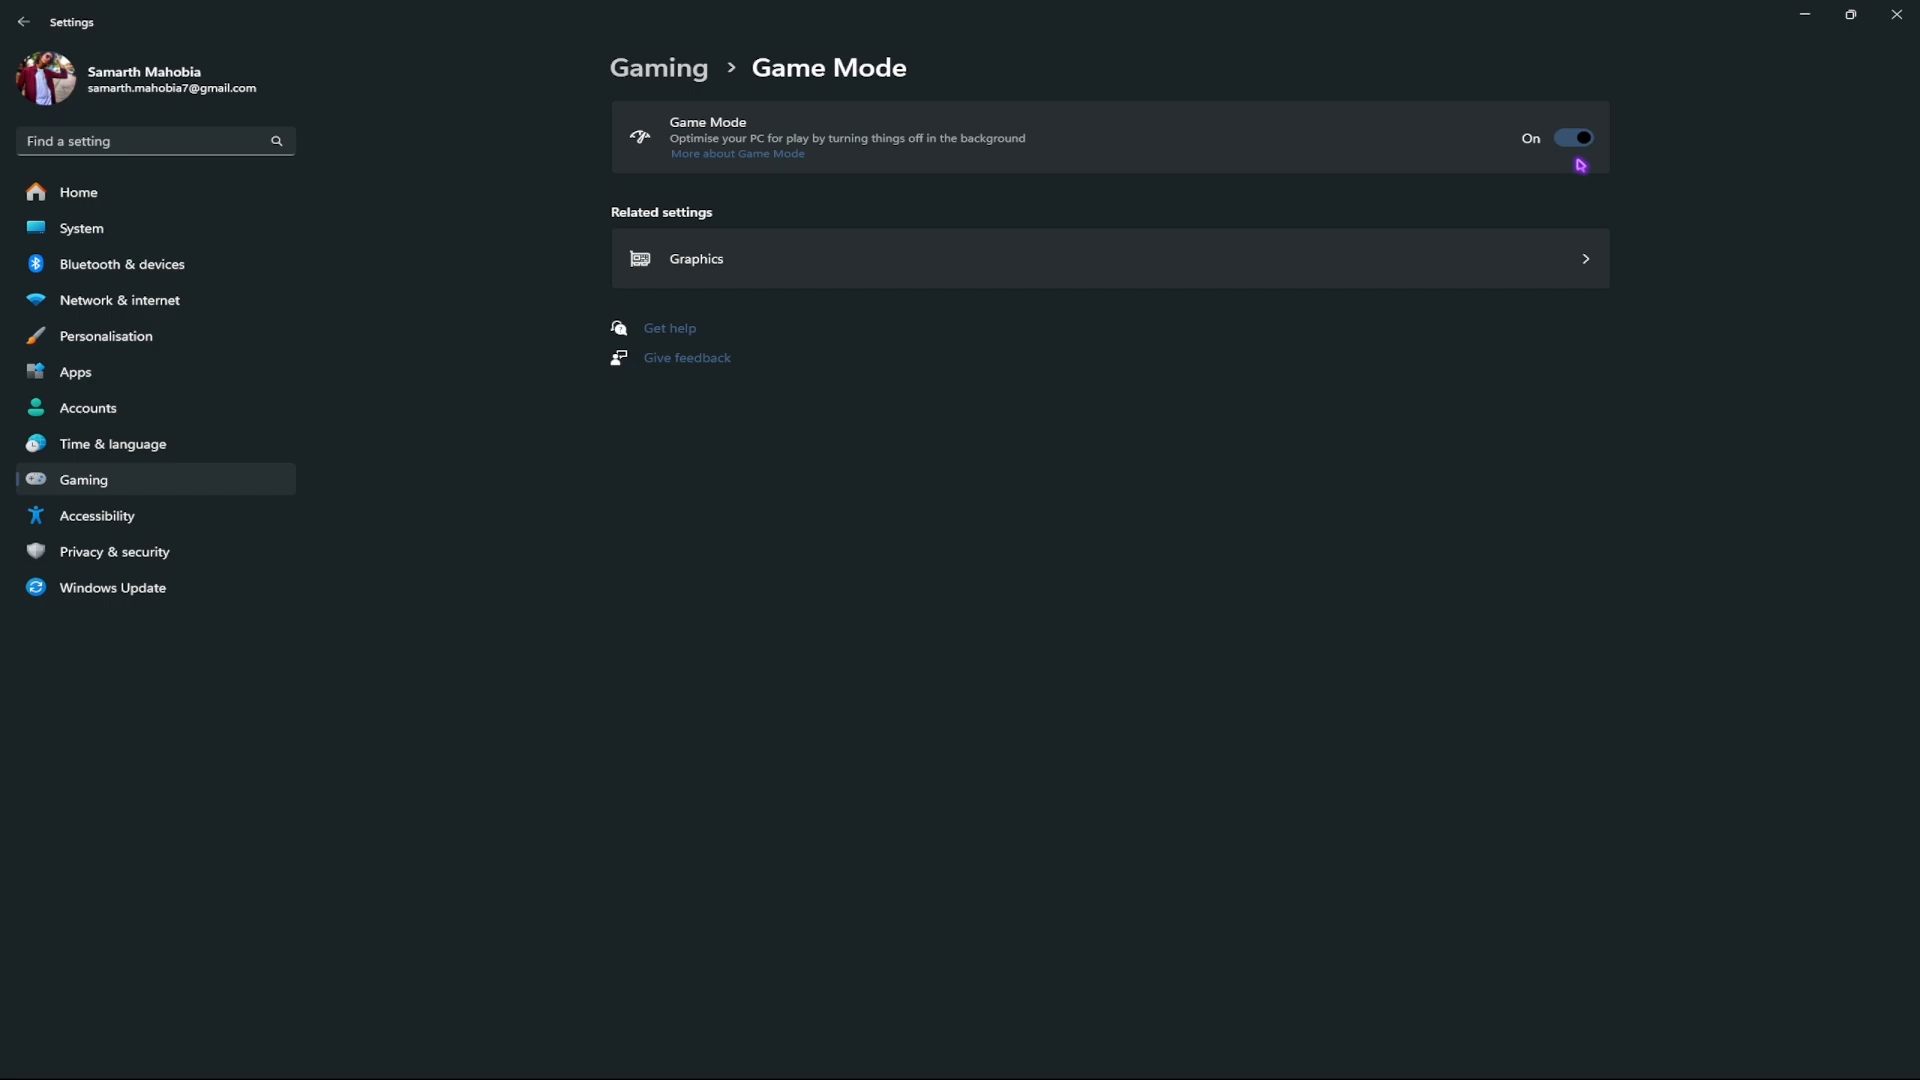 Settings
Samarth Mahobia
samarth.mahobia7@gmail.com
Find a setting
Home
System
Bluetooth & devices
Network & internet
Personalisation
Apps
Accounts
Time & language
Gaming
Accessibility
Privacy & security
Windows Update
Gaming > Game Mode
Game Mode
Optimise your PC for play by turning things off in the background
More about Game Mode
On
Related settings
Graphics
Get help
Give feedback